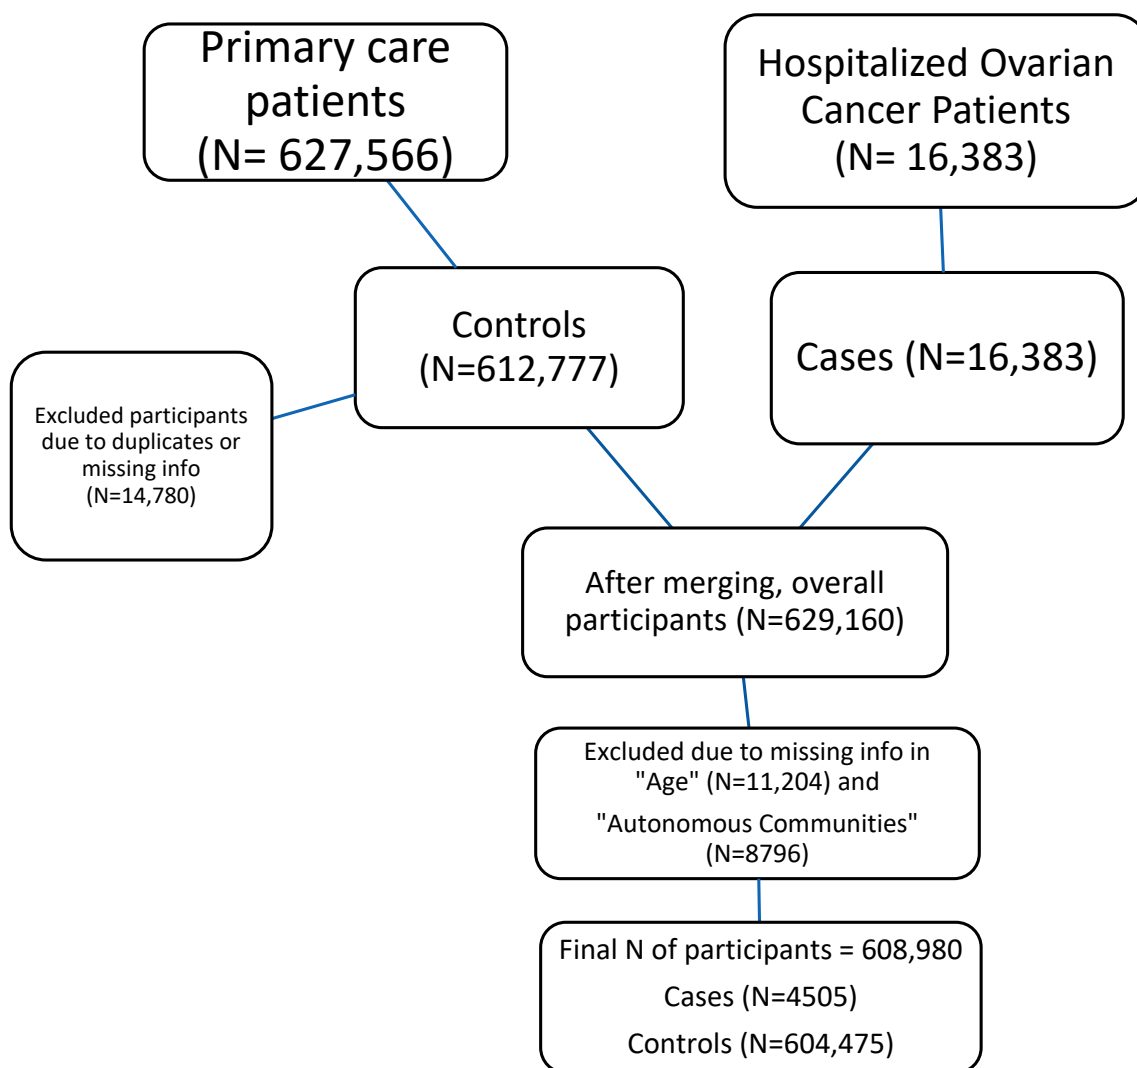 Primary care
patients
(N= 627,566)
Hospitalized Ovarian
Cancer Patients
(N= 16,383)
Controls
(N=612,777)
Cases (N=16,383)
Excluded participants
due to duplicates or
missing info
(N=14,780)
After merging, overall
participants (N=629,160)
Excluded due to missing info in
"Age" (N=11,204) and
"Autonomous Communities"
(N=8796)
Final N of participants = 608,980
Cases (N=4505)
Controls (N=604,475)